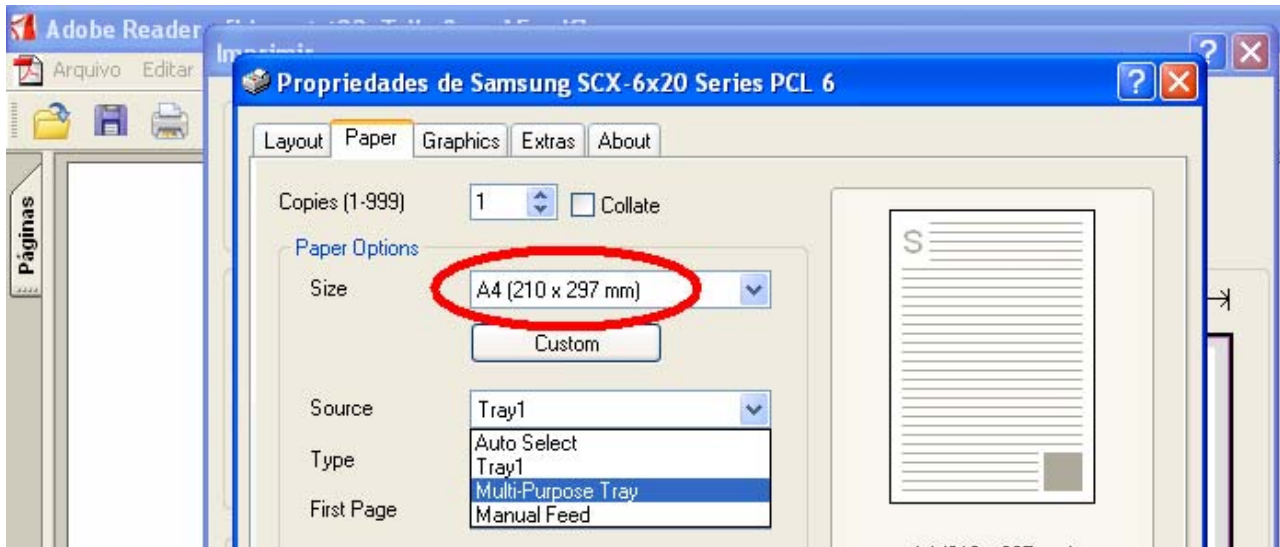 Adobe Reader
Imprimir
Arquivo Editar
Propriedades de Samsung SCX-6x20 Series PCL 6
Layout Paper Graphics Extras About
Páginas
Copies (1-999) 1 Collate
Paper Options
Size A4 (210 x 297 mm)
Custom
Source Tray1
Auto Select
Type
Tray1
Multi-Purpose Tray
First Page
Manual Feed
S